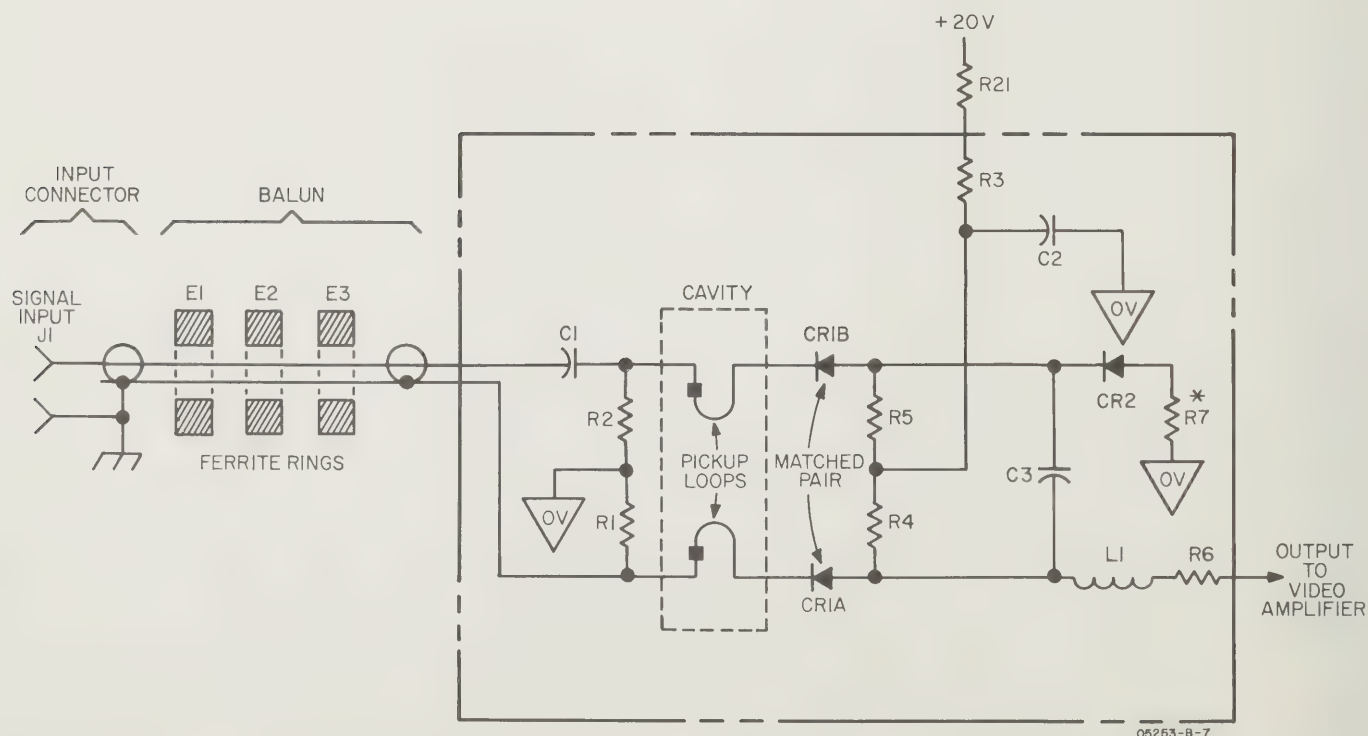 +20V
R21
R3
INPUT
CONNECTOR
BALUN
C2
SIGNAL
INPUT
J1
E1
E2
E3
CAVITY
0V
C1
CR1B
CR2
*
R7
R2
R5
FERRITE RINGS
PICKUP
LOOPS
MATCHED
PAIR
C3
0V
0V
R1
R4
L1
R6
OUTPUT
TO
VIDEO
AMPLIFIER
CR1A
05253-B-7